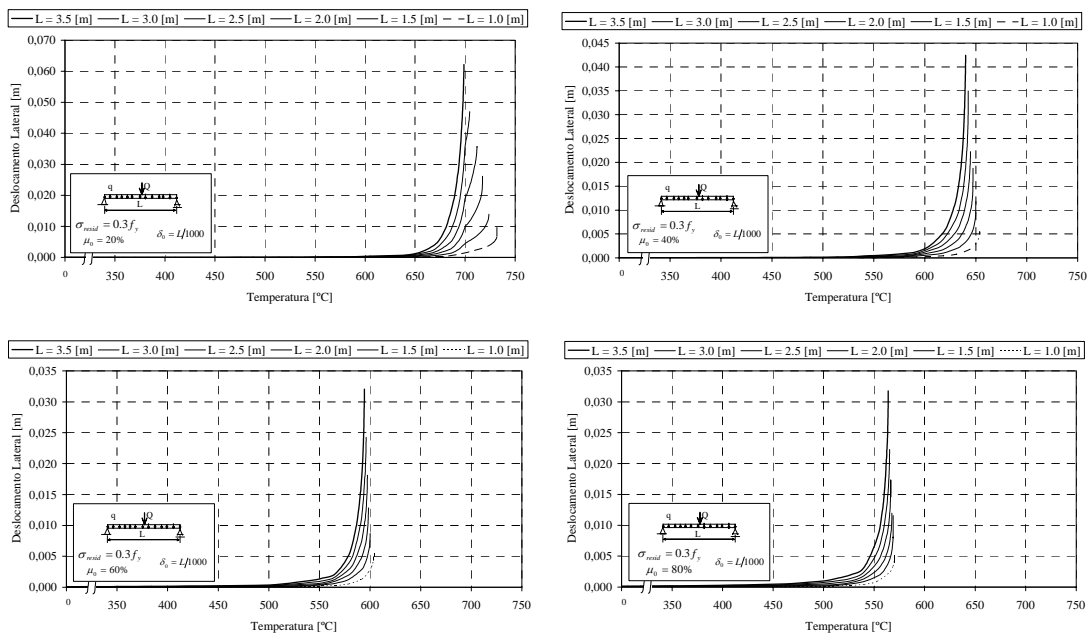 L = 3.5 [m] L = 3.0 [m] L = 2.5 [m] L = 2.0 [m] L = 1.5 [m] L = 1.0 [m]
0,070
0,060
0,050
0,040
0,030
0,020
0,010
0,000
Deslocamento Lateral [m]
q Q
L
σresid = 0.3fy
μ0 = 20% δ0 = L/1000
0 350 400 450 500 550 600 650 700 750
Temperatura [ºC]
L = 3.5 [m] L = 3.0 [m] L = 2.5 [m] L = 2.0 [m] L = 1.5 [m] L = 1.0 [m]
0,045
0,040
0,035
0,030
0,025
0,020
0,015
0,010
0,005
0,000
Deslocamento Lateral [m]
q Q
L
σresid = 0.3fy
μ0 = 40% δ0 = L/1000
0 350 400 450 500 550 600 650 700 750
Temperatura [ºC]
L = 3.5 [m] L = 3.0 [m] L = 2.5 [m] L = 2.0 [m] L = 1.5 [m] L = 1.0 [m]
0,035
0,030
0,025
0,020
0,015
0,010
0,005
0,000
Deslocamento Lateral [m]
q Q
L
σresid = 0.3fy
μ0 = 60% δ0 = L/1000
0 350 400 450 500 550 600 650 700 750
Temperatura [ºC]
L = 3.5 [m] L = 3.0 [m] L = 2.5 [m] L = 2.0 [m] L = 1.5 [m] L = 1.0 [m]
0,035
0,030
0,025
0,020
0,015
0,010
0,005
0,000
Deslocamento Lateral [m]
q Q
L
σresid = 0.3fy
μ0 = 80% δ0 = L/1000
0 350 400 450 500 550 600 650 700 750
Temperatura [ºC]